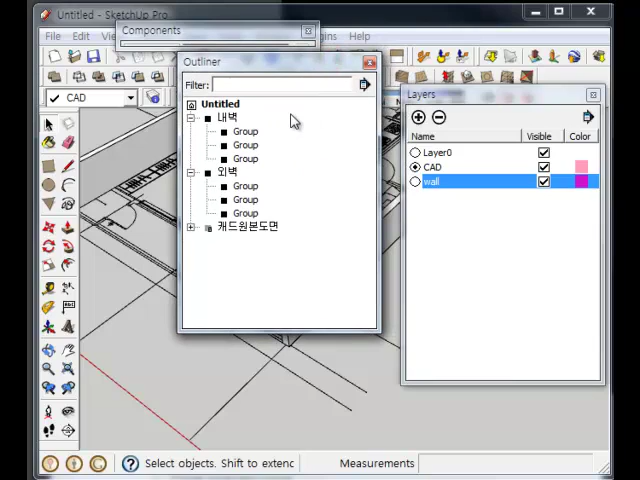 Untitled - SketchUp Pro
Components
File Edit
ins Help
Outliner
Filter:
Untitled
내벽
Group
Group
Group
외벽
Group
Group
Group
캐드원본도면
CAD
Layers
Name Visible Color
Layer0
CAD
wall
Select objects. Shift to extenc
Measurements